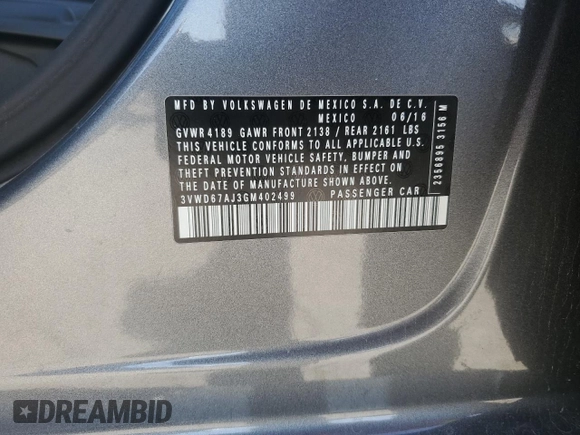 MFD BY VOLKSWAGEN DE MEXICO S.A. DE C.V.
MEXICO 06/16
GVWR 4189 GAWR FRONT 2138 / REAR 2161 LBS
THIS VEHICLE CONFORMS TO ALL APPLICABLE U.S.
FEDERAL MOTOR VEHICLE SAFETY, BUMPER AND
THEFT PREVENTION STANDARDS IN EFFECT ON
THE DATE OF MANUFACTURE SHOWN ABOVE.
3VWD67AJ3GM402499 PASSENGER CAR
2356895 3156 M
DREAMBID